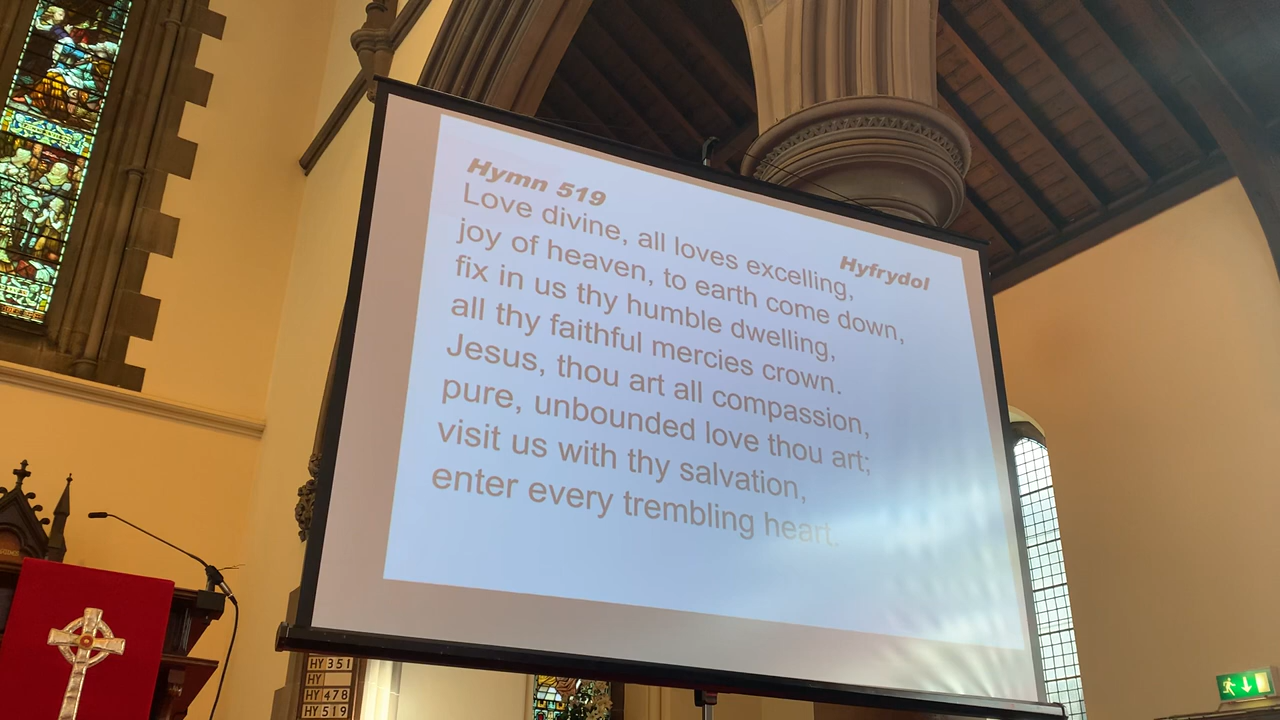 Hymn 519
Hyfrydol
Love divine, all loves excelling,
joy of heaven, to earth come down,
fix in us thy humble dwelling,
all thy faithful mercies crown.
Jesus, thou art all compassion,
pure, unbounded love thou art;
visit us with thy salvation,
enter every trembling heart.
HY 351
HY
HY 478
HY 519